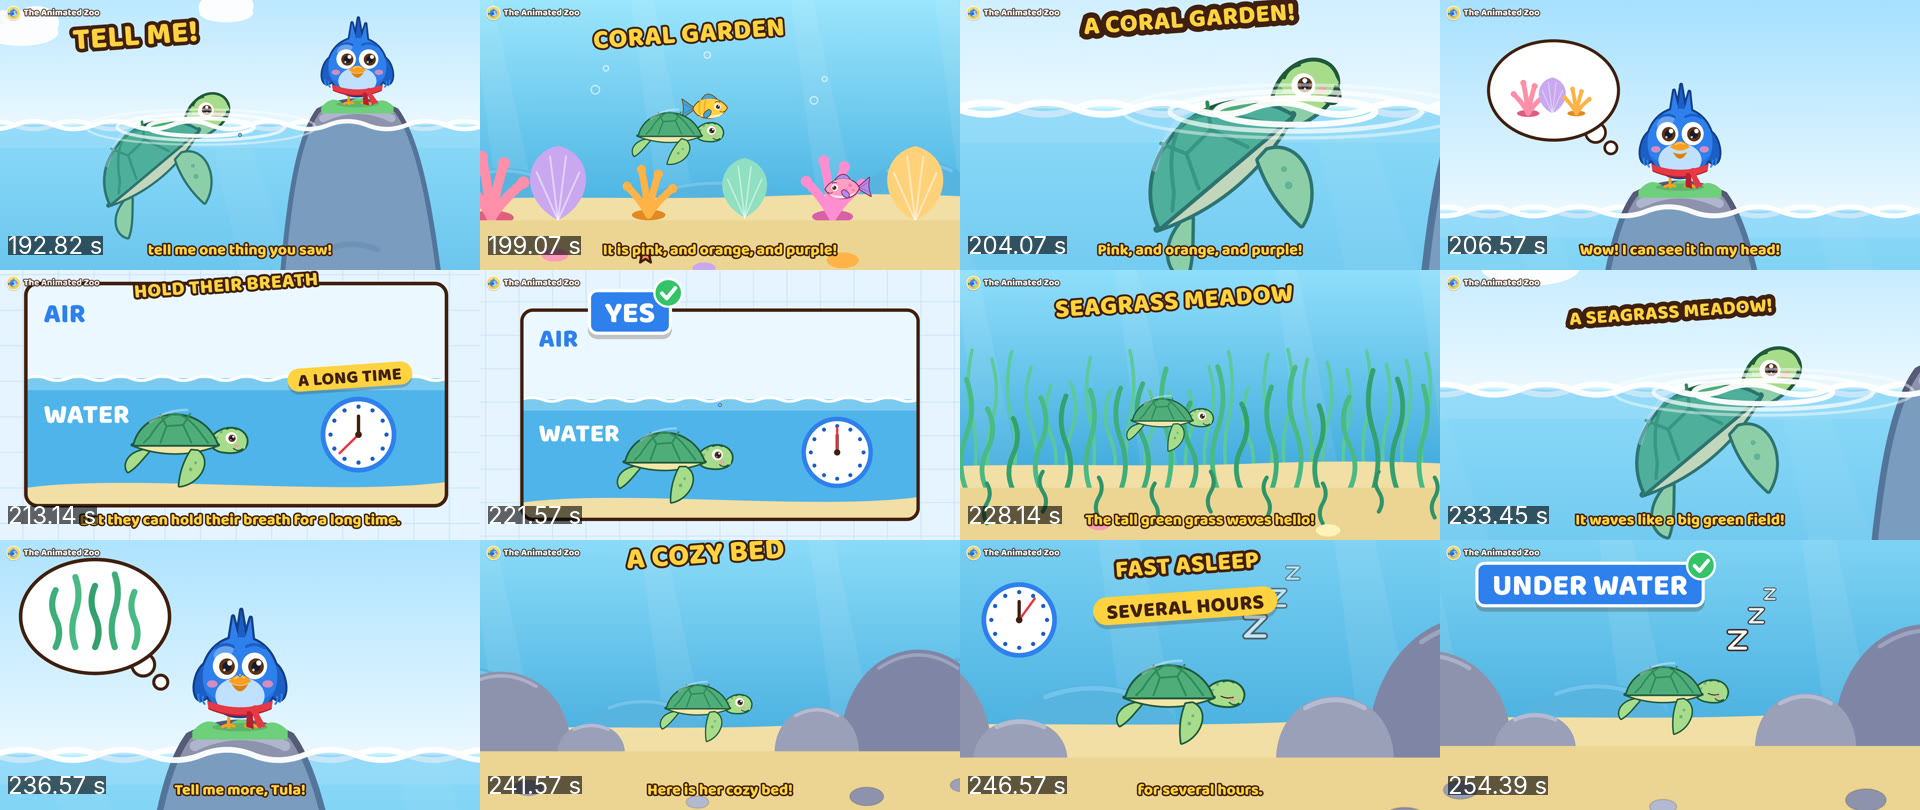 The Animated Zoo
TELL ME!
192.82 s
tell me one thing you saw!
The Animated Zoo
CORAL GARDEN
199.07 s
It is pink, and orange, and purple!
The Animated Zoo
A CORAL GARDEN!
204.07 s
Pink, and orange, and purple!
The Animated Zoo
206.57 s
Wow! I can see it in my head!
The Animated Zoo
HOLD THEIR BREATH
AIR
A LONG TIME
WATER
213.14 s
they can hold their breath for a long time.
The Animated Zoo
YES
AIR
WATER
221.57 s
The Animated Zoo
SEAGRASS MEADOW
228.14 s
The tall green grass waves hello!
The Animated Zoo
A SEAGRASS MEADOW!
233.45 s
It waves like a big green field!
The Animated Zoo
236.57 s
Tell me more, Tula!
The Animated Zoo
A COZY BED
241.57 s
Here is her cozy bed!
The Animated Zoo
FAST ASLEEP
SEVERAL HOURS
Z
Z
Z
246.57 s
for several hours.
The Animated Zoo
UNDER WATER
Z
Z
Z
254.39 s